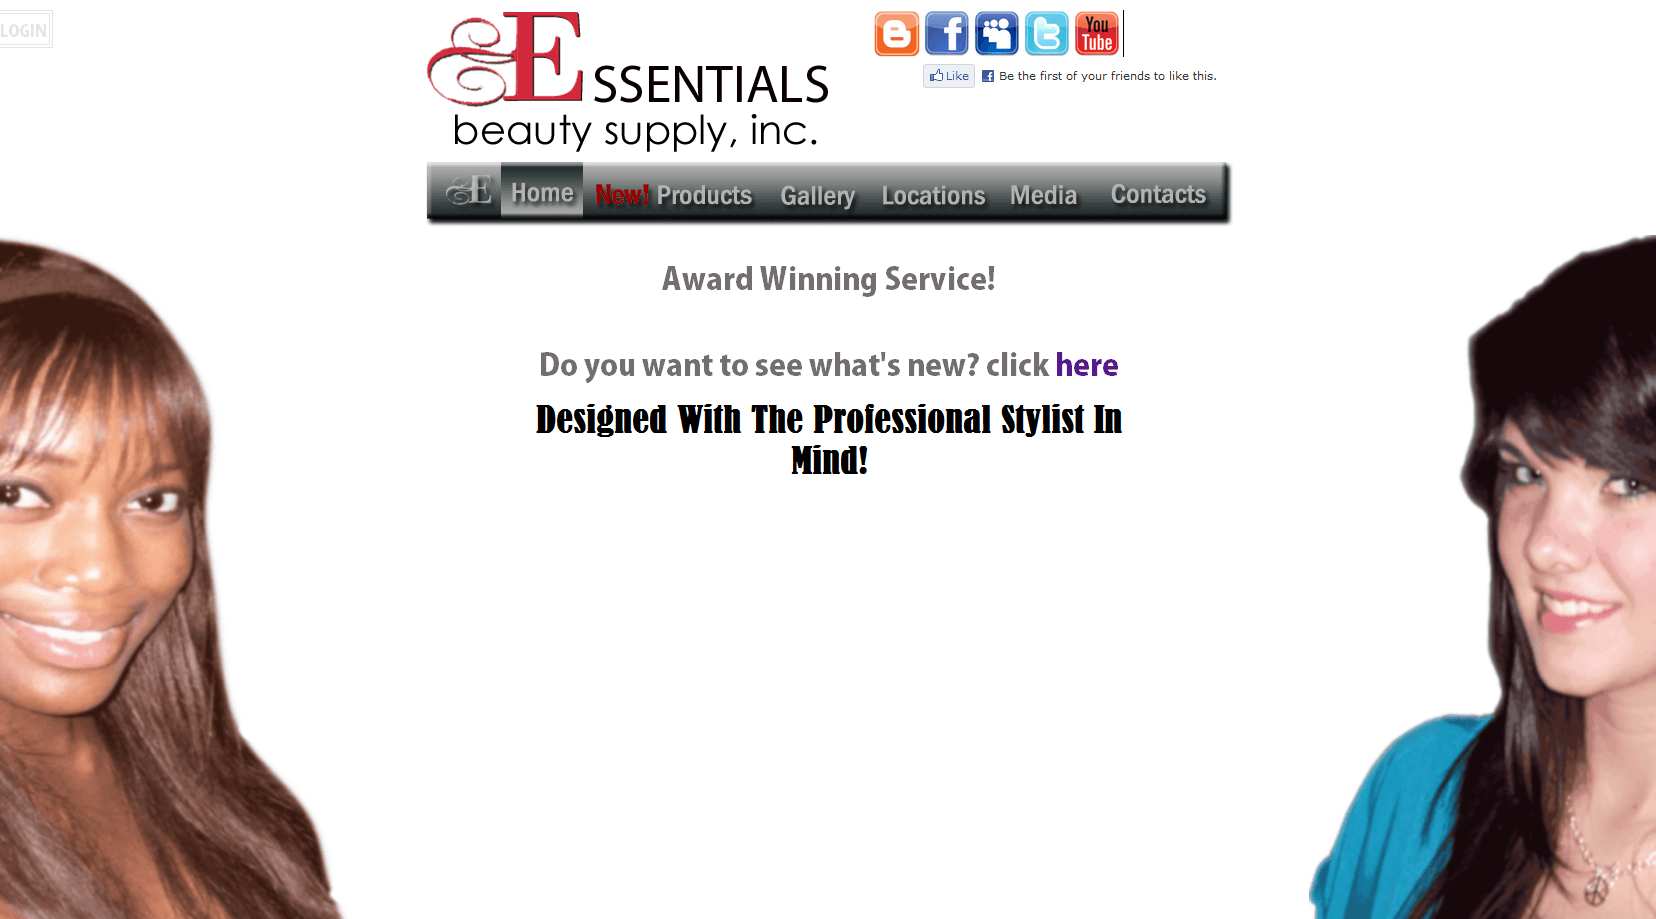 LOGIN
ESSENTIALS
beauty supply, inc.
You
Tube
Like Be the first of your friends to like this.
E Home New! Products Gallery Locations Media Contacts
Award Winning Service!
Do you want to see what's new? click here
Designed With The Professional Stylist In
Mind!